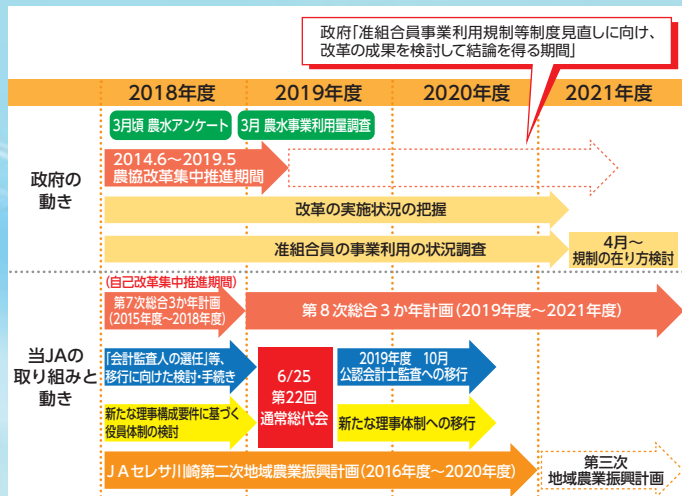 政府「准組合員事業利用規制等制度見直しに向け、
改革の成果を検討して結論を得る期間」
2018年度
2019年度
2020年度
2021年度
政府の
動き
3月頃 農水アンケート
3月 農水事業利用量調査
2014.6〜2019.5
農協改革集中推進期間
改革の実施状況の把握
准組合員の事業利用の状況調査
4月〜
規制の在り方検討
当JAの
取り組みと
動き
(自己改革集中推進期間)
第7次総合3か年計画
(2015年度〜2018年度)
第8次総合3か年計画(2019年度〜2021年度)
「会計監査人の選任」等、
移行に向けた検討・手続き
6/25
第22回
通常総代会
2019年度 10月
公認会計士監査への移行
新たな理事構成要件に基づく
役員体制の検討
新たな理事体制への移行
JAセレサ川崎第二次地域農業振興計画(2016年度〜2020年度)
第三次
地域農業振興計画